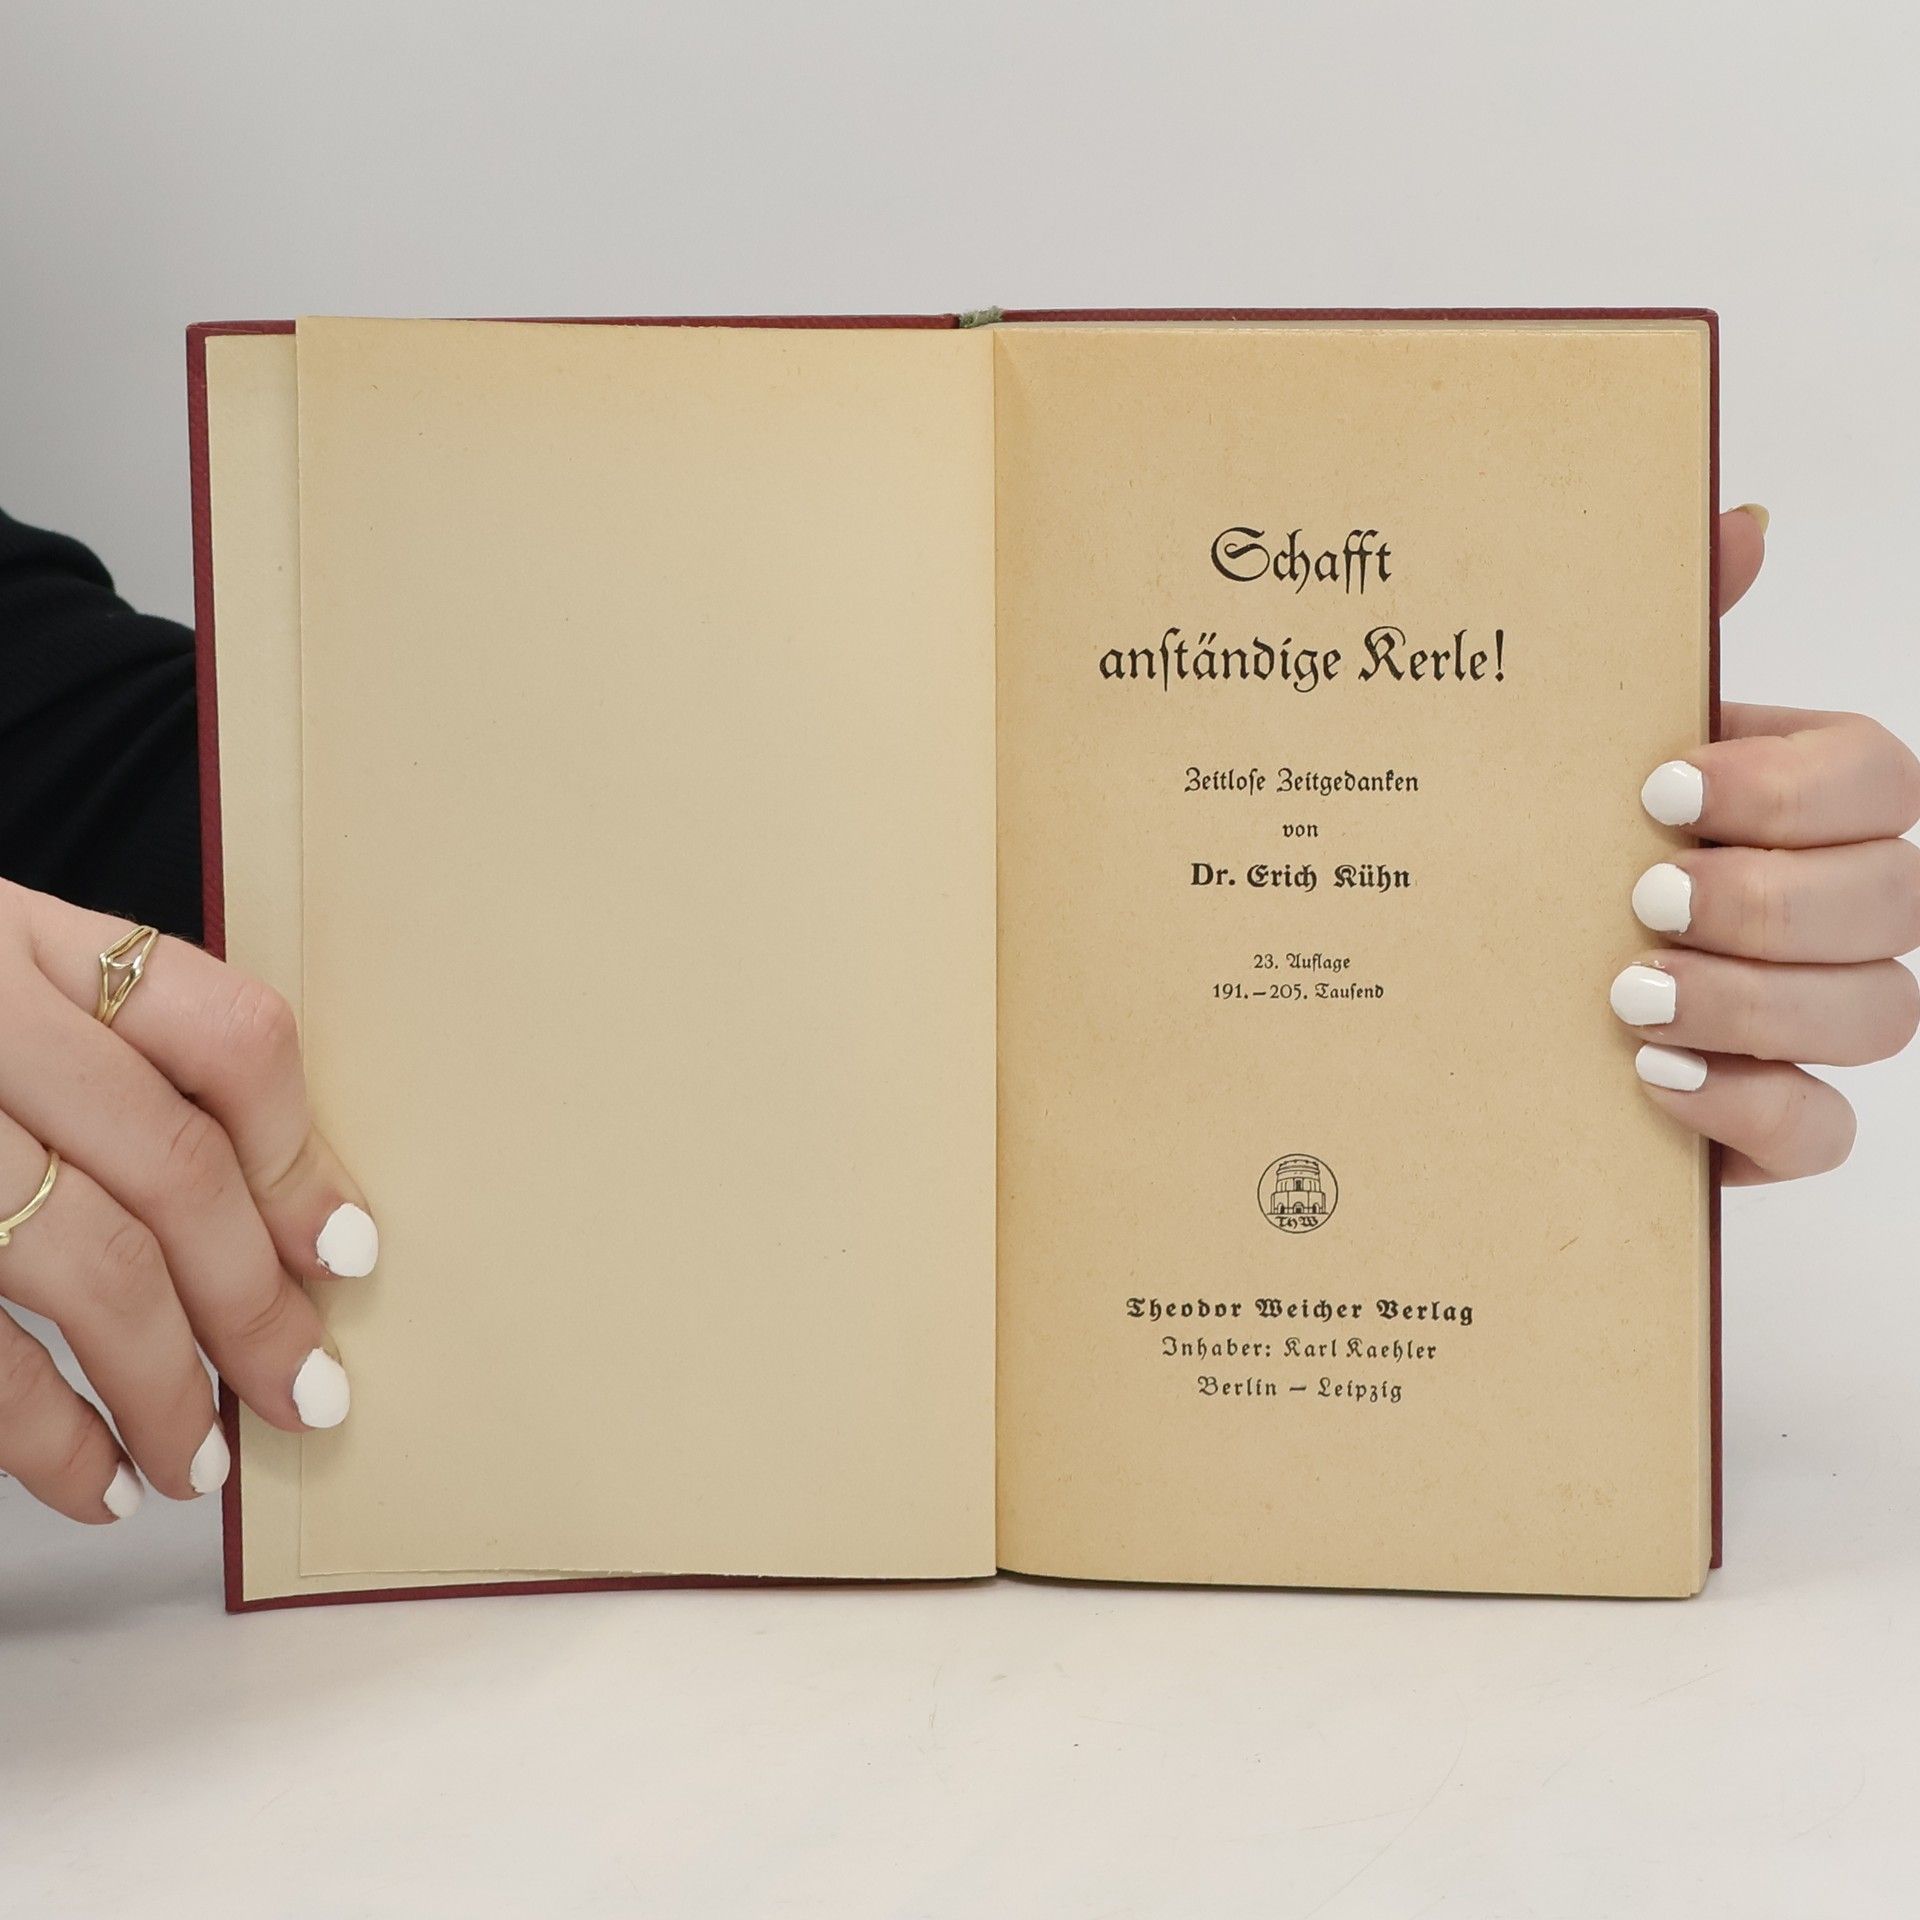 Schafft
anständige Kerle!
Zeitlose Zeitgedanken
von
Dr. Erich Kühn
23. Auflage
191.–205. Tausend
THW
Theodor Weicher Verlag
Inhaber: Karl Kaehler
Berlin – Leipzig